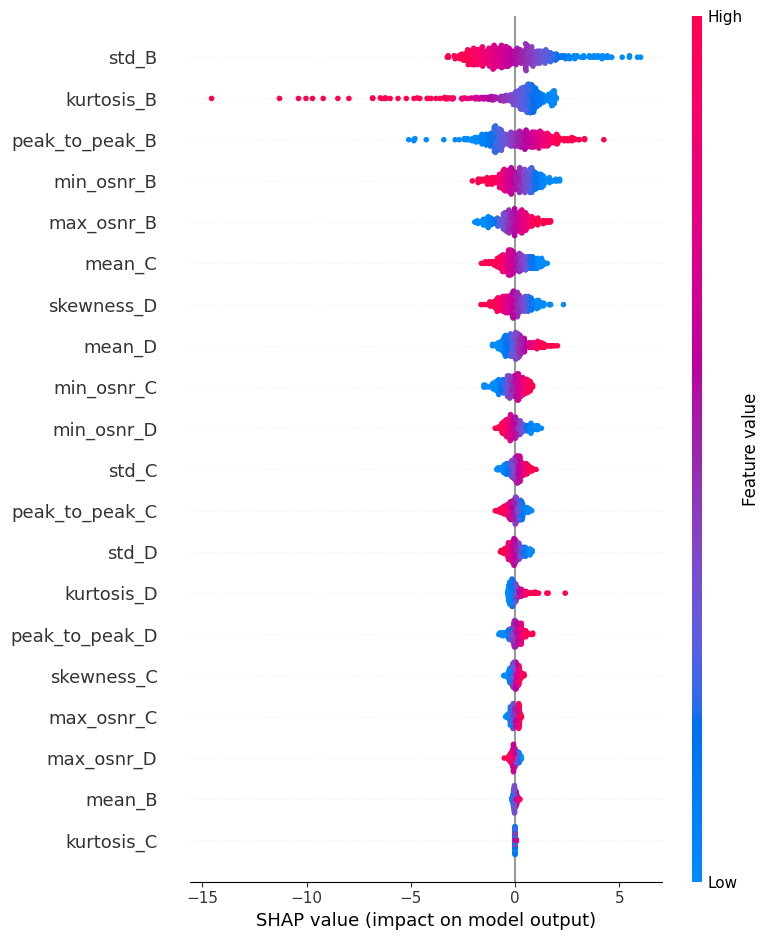 High
std_B
kurtosis_B
peak_to_peak_B
min_osnr_B
max_osnr_B
mean_C
skewness_D
mean_D
min_osnr_C
min_osnr_D
std_C
peak_to_peak_C
std_D
kurtosis_D
peak_to_peak_D
skewness_C
max_osnr_C
max_osnr_D
mean_B
kurtosis_C
Feature value
Low
−15 −10 −5 0 5
SHAP value (impact on model output)